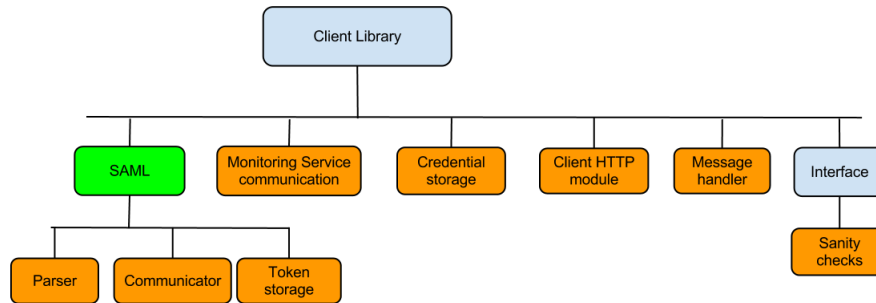 Client Library
SAML
Monitoring Service
communication
Credential
storage
Client HTTP
module
Message
handler
Interface
Parser
Communicator
Token
storage
Sanity
checks